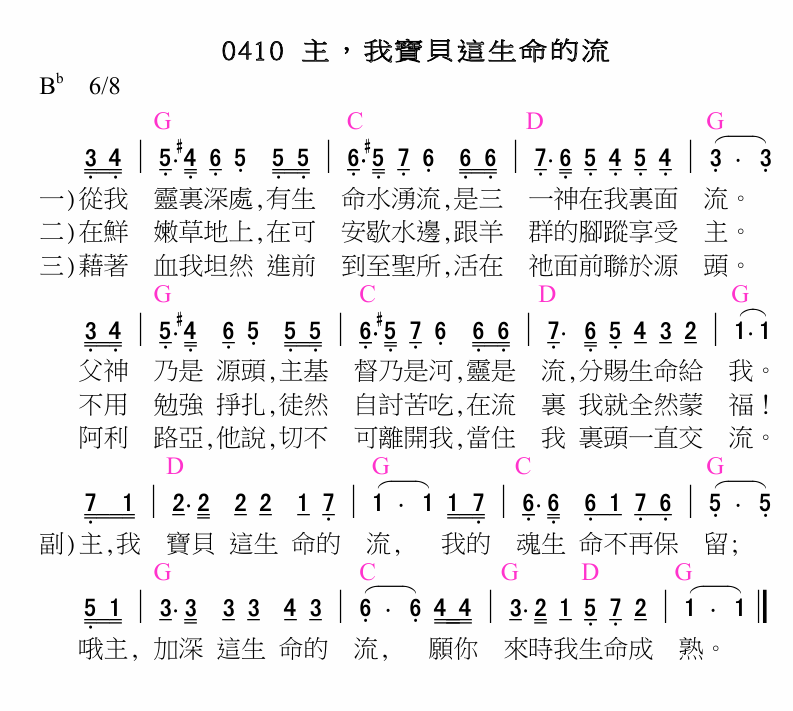 0410 主，我寶貝這生命的流
Bb 6/8
G C D G
3 4 | 5·#4 6 5 5 5 | 6·#5 7 6 6 6 | 7·6 5 4 5 4 | 3 · 3
一)從我 靈裏深處,有生 命水湧流,是三 一神在我裏面 流。
二)在鮮 嫩草地上,在可 安歇水邊,跟羊 群的腳蹤享受 主。
三)藉著 血我坦然 進前 到至聖所,活在 祂面前聯於源 頭。
G C D G
3 4 | 5·#4 6 5 5 5 | 6·#5 7 6 6 6 | 7· 6 5 4 3 2 | 1·1
父神 乃是 源頭,主基 督乃是河,靈是 流,分賜生命給 我。
不用 勉強 掙扎,徒然 自討苦吃,在流 裏 我就全然蒙 福！
阿利 路亞,他說,切不 可離開我,當住 我 裏頭一直交 流。
D G C G
7 1 | 2·2 2 2 1 7 | 1 · 1 1 7 | 6·6 6 1 7 6 | 5 · 5
副)主,我 寶貝 這生 命的 流, 我的 魂生 命不再保 留;
G C G D G
5 1 | 3·3 3 3 4 3 | 6 · 6 4 4 | 3·2 1 5 7 2 | 1 · 1
哦主, 加深 這生 命的 流, 願你 來時我生命成 熟。